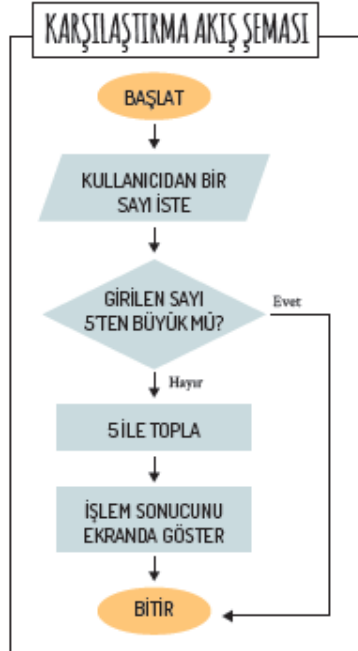 KARŞILAŞTIRMA AKIŞ ŞEMASI
BAŞLAT
KULLANICIDAN BİR
SAYI İSTE
GİRİLEN SAYI
5'TEN BÜYÜK MÜ?
Evet
Hayır
5 İLE TOPLA
İŞLEM SONUCUNU
EKRANDA GÖSTER
BİTİR